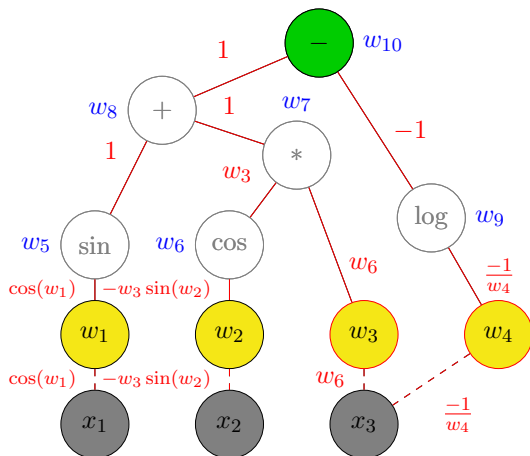 − w₁₀
1
w₈ + 1 w₇
∗
−1
1 w₃
w₅ sin w₆ cos log w₉
w₆
cos(w₁) −w₃ sin(w₂) −1/w₄
w₁ w₂ w₃ w₄
cos(w₁) −w₃ sin(w₂) w₆
−1/w₄
x₁ x₂ x₃